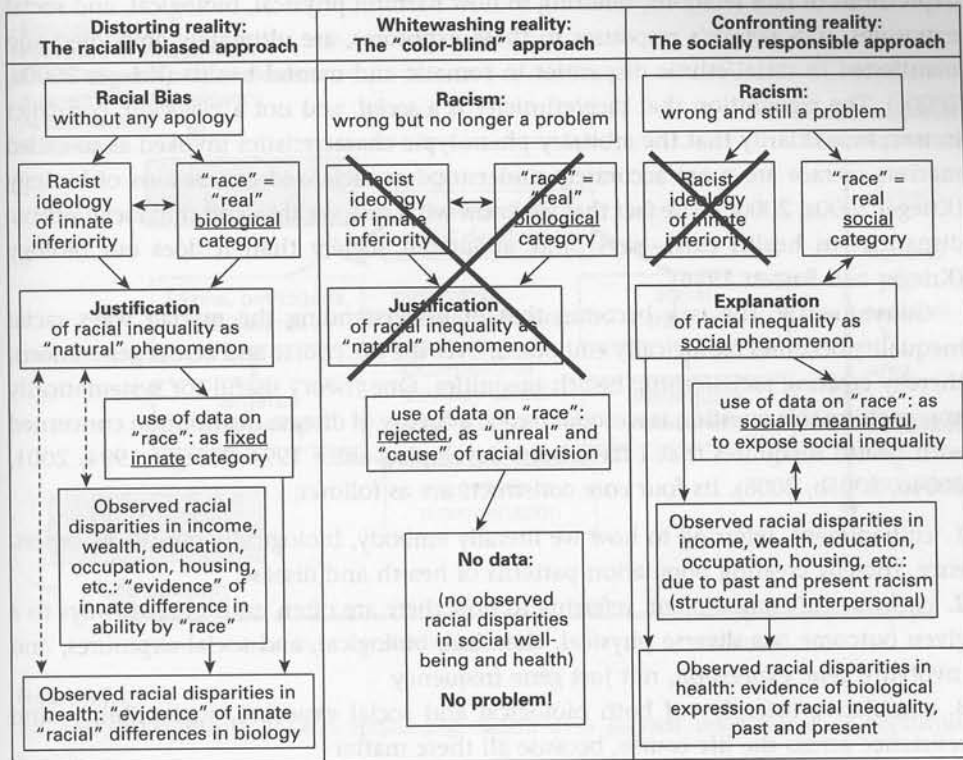 Distorting reality:
The raciallly biased approach
Racial Bias
without any apology
Racist
ideology
of innate
inferiority
"race" =
"real"
biological
category
Justification
of racial inequality as
"natural" phenomenon
use of data on
"race": as fixed
innate category
Observed racial
disparities in income,
wealth, education,
occupation, housing,
etc.: "evidence" of
innate difference in
ability by "race"
Observed racial disparities in
health: "evidence" of innate
"racial" differences in biology
Whitewashing reality:
The "color-blind" approach
Racism:
wrong but no longer a problem
Racist
ideology
of innate
inferiority
"race" =
"real"
biological
category
Justification
of racial inequality as
"natural" phenomenon
use of data on "race":
rejected as "unreal" and
"cause" of racial division
No data:
(no observed
racial disparities
in social well-
being and health)
=
No problem!
Confronting reality:
The socially responsible approach
Racism:
wrong and still a problem
Racist
ideology
of innate
inferiority
"race" =
real
social
category
Explanation
of racial inequality as
social phenomenon
use of data on "race": as
socially meaningful,
to expose social inequality
Observed racial disparities in
income, wealth, education,
occupation, housing, etc.:
due to past and present racism
(structural and interpersonal)
Observed racial disparities in
health: evidence of biological
expression of racial inequality,
past and present